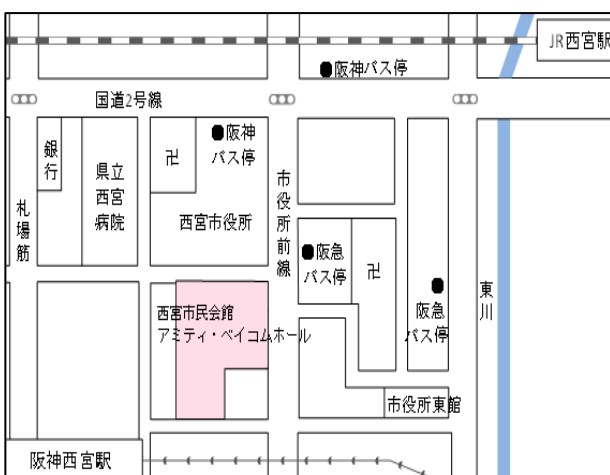 JR西宮駅
阪神バス停
国道2号線
銀行
県立
西宮
病院
卍
阪神
バス停
西宮市役所
札場筋
市役所前線
阪急
バス停
卍
阪急
バス停
東川
西宮市民会館
アミティ・ベイコムホール
市役所東館
阪神西宮駅